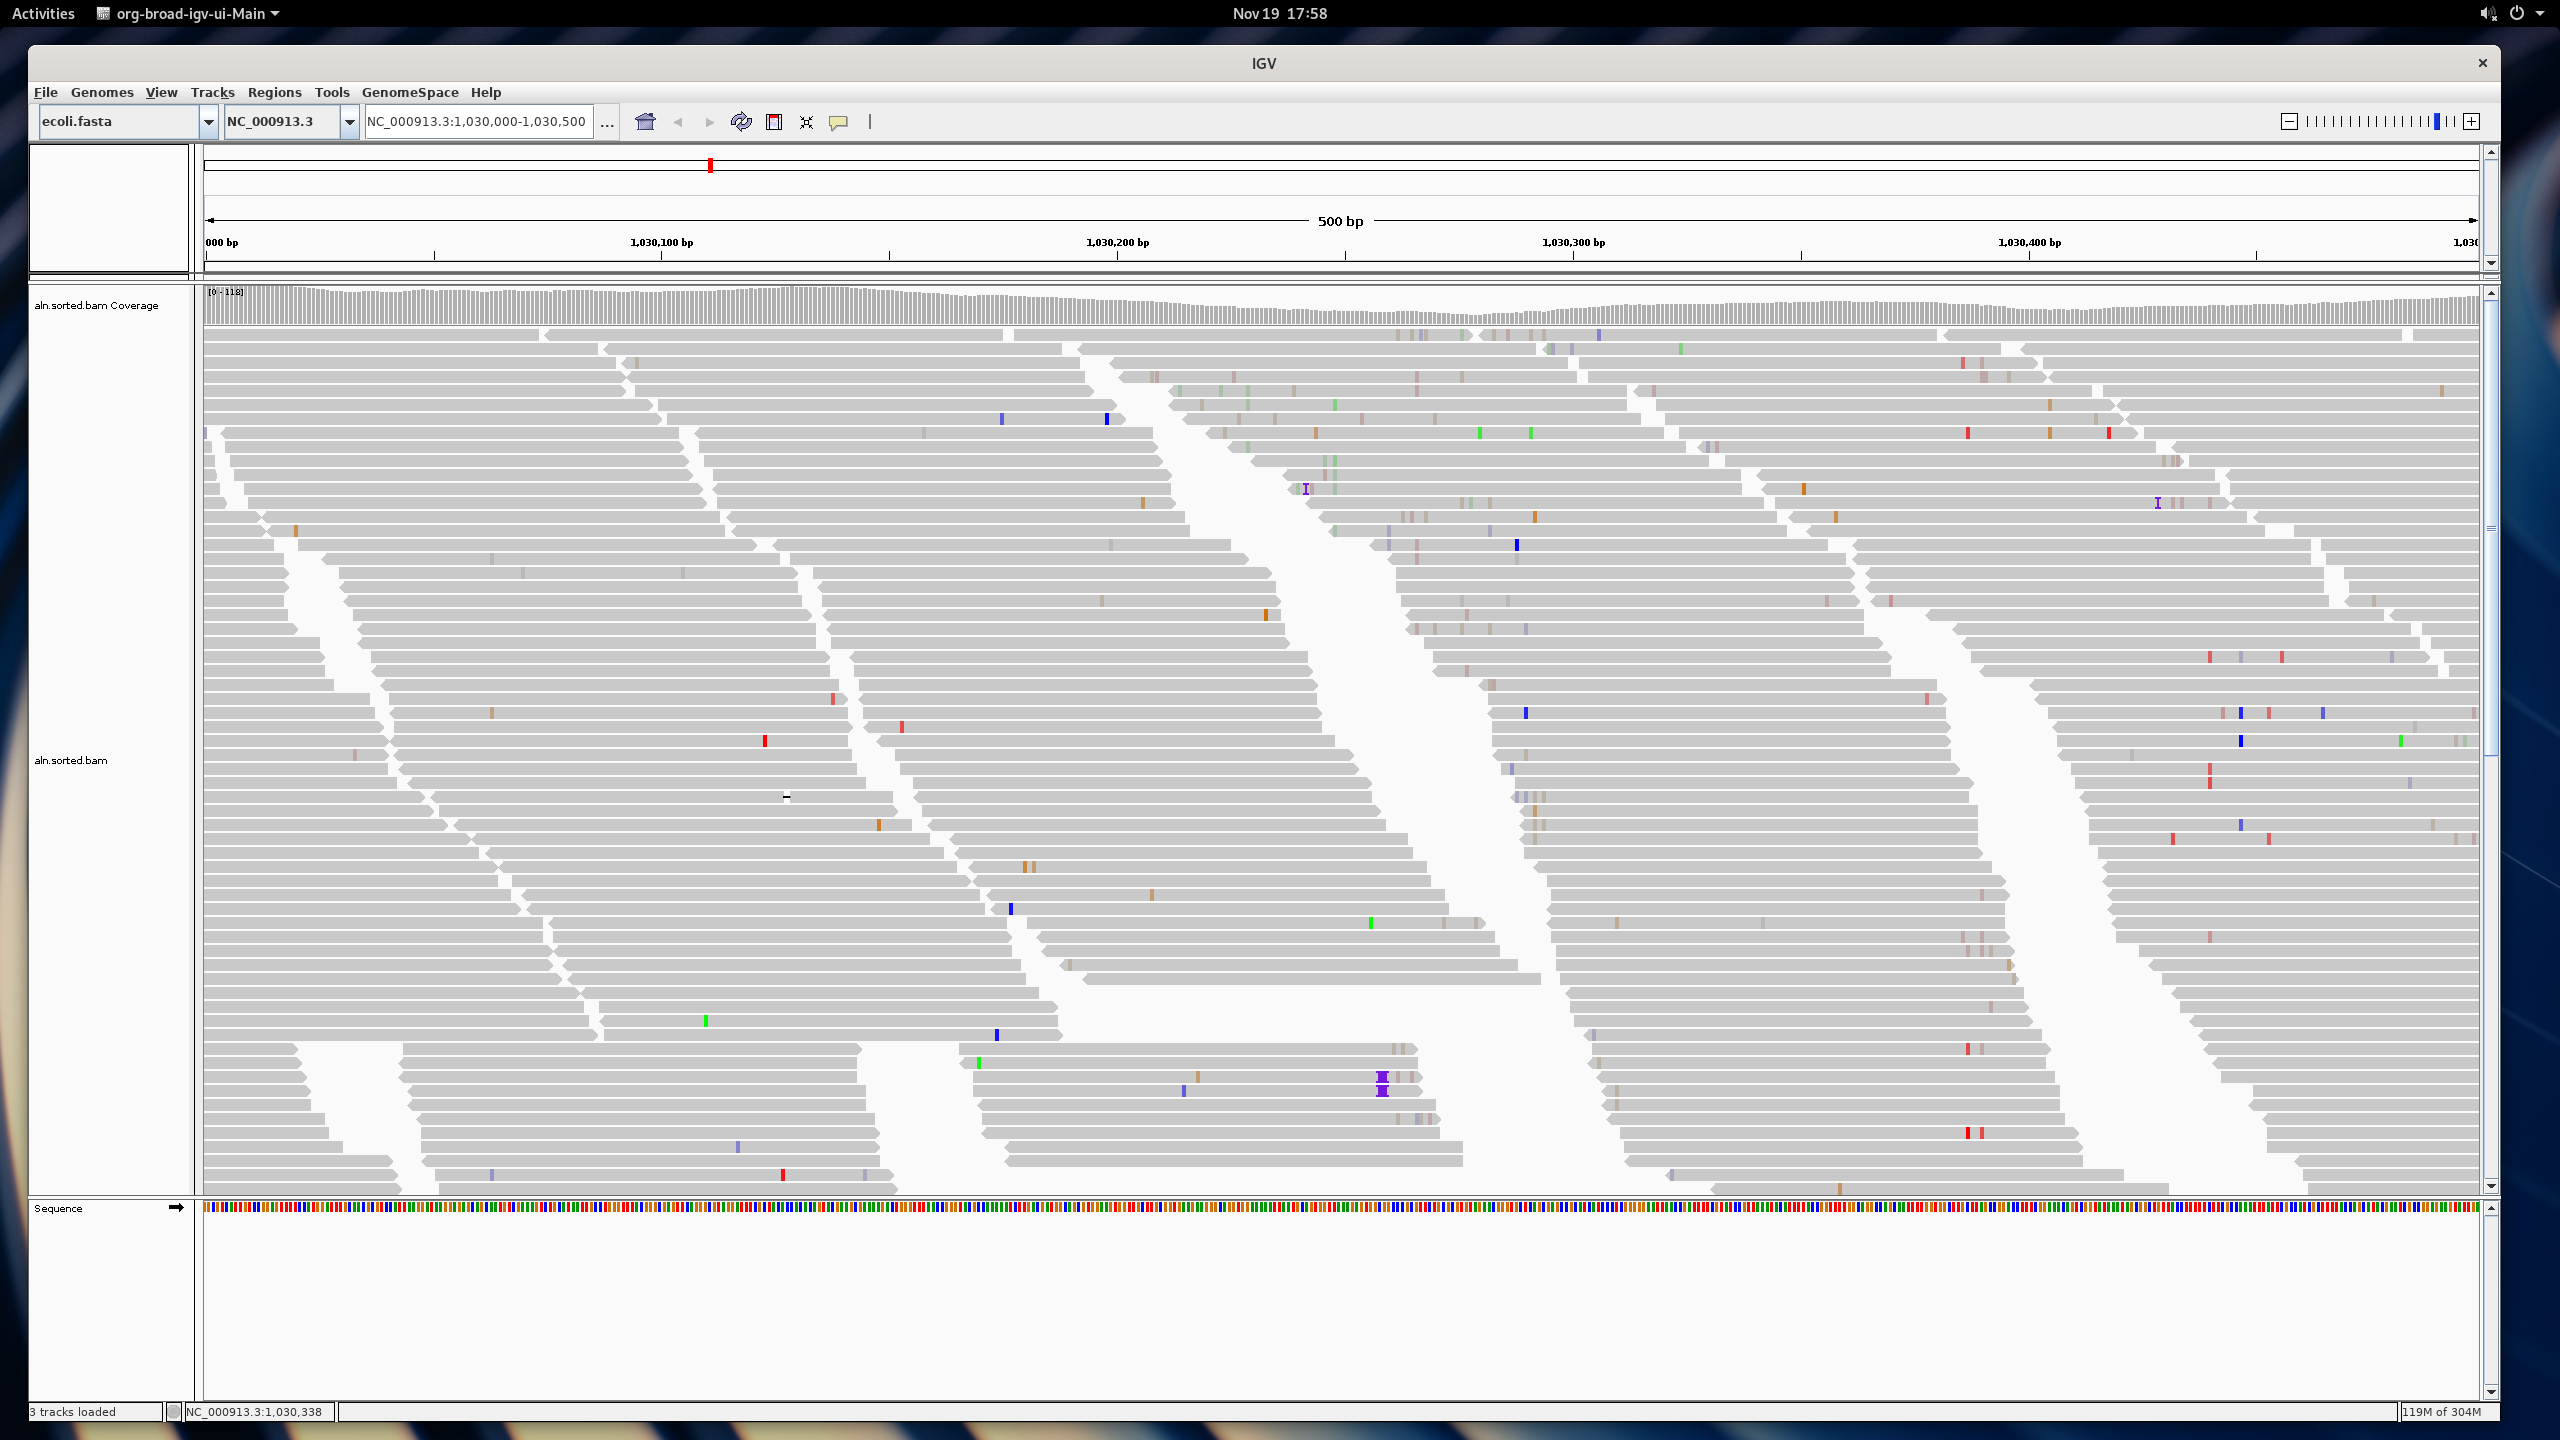 Activities org-broad-igv-ui-Main Nov 19 17:58
IGV
File Genomes View Tracks Regions Tools GenomeSpace Help
ecoli.fasta NC_000913.3 NC_000913.3:1,030,000-1,030,500 ...
500 bp
000 bp 1,030,100 bp 1,030,200 bp 1,030,300 bp 1,030,400 bp 1,030
[0 - 118]
aln.sorted.bam Coverage
aln.sorted.bam
Sequence
3 tracks loaded NC_000913.3:1,030,338 119M of 304M